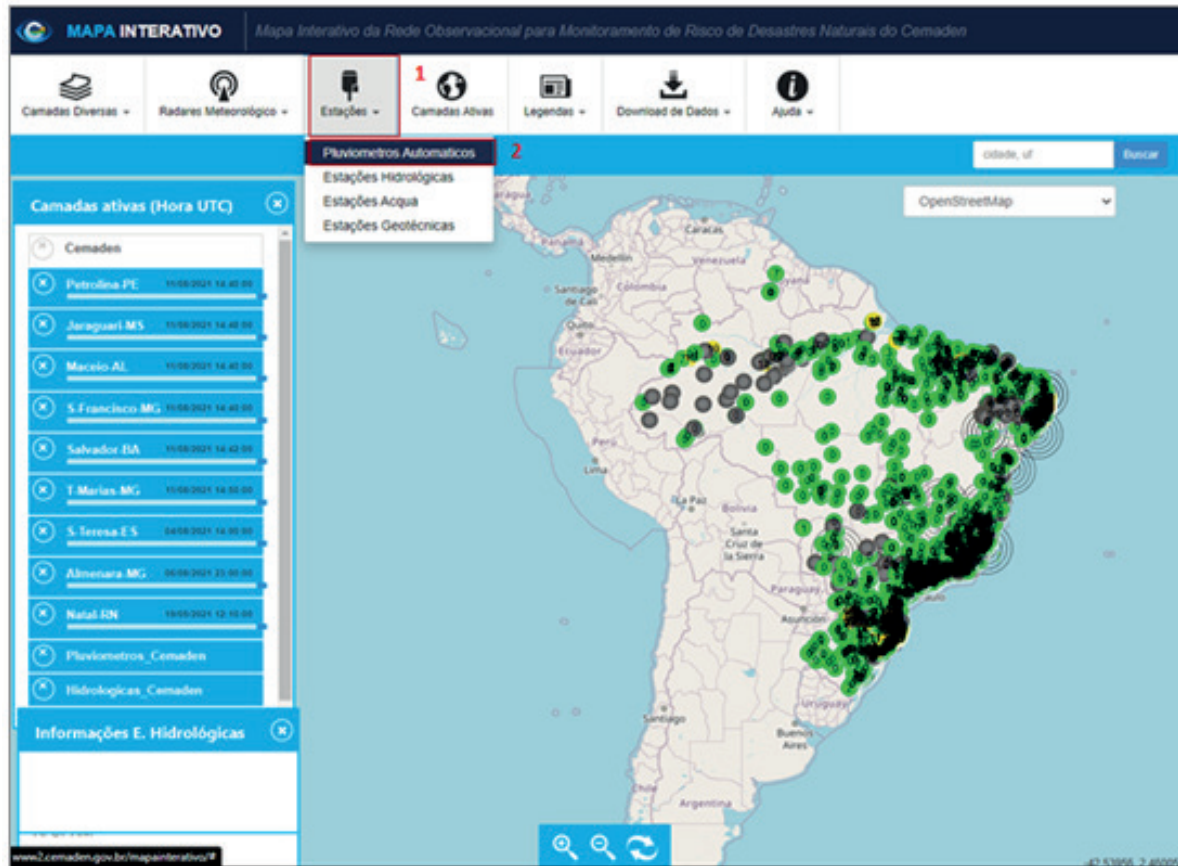 MAPA INTERATIVO
Mapa Interativo da Rede Observacional para Monitoramento de Risco de Desastres Naturais do Cemaden
Camadas Diversas
Radares Meteorológico
Estações
1
Camadas Ativas
Legendas
Download de Dados
Ajuda
Pluviometros Automaticos
2
Estações Hidrológicas
Estações Acqua
Estações Geotécnicas
cidade, uf
Buscar
OpenStreetMap
Camadas ativas (Hora UTC)
Cemaden
Petrolina-PE
Jaraguari-MS
Maceio-AL
S-Francisco-MG
Salvador-BA
T-Marias-MG
S-Teresa-ES
Almenara-MG
Natal-RN
Pluviometros_Cemaden
Hidrologicas_Cemaden
Informações E. Hidrológicas
Caracas
Panamá
Medellín
Venezuela
Santiago de Cali
Colombia
Quito
Ecuador
Perú
Lima
La Paz
Bolivia
Santa Cruz de la Sierra
Paraguay
Asunción
Uruguay
Santiago
Buenos Aires
Chile
Argentina
www2.cemaden.gov.br/mapainterativo/#